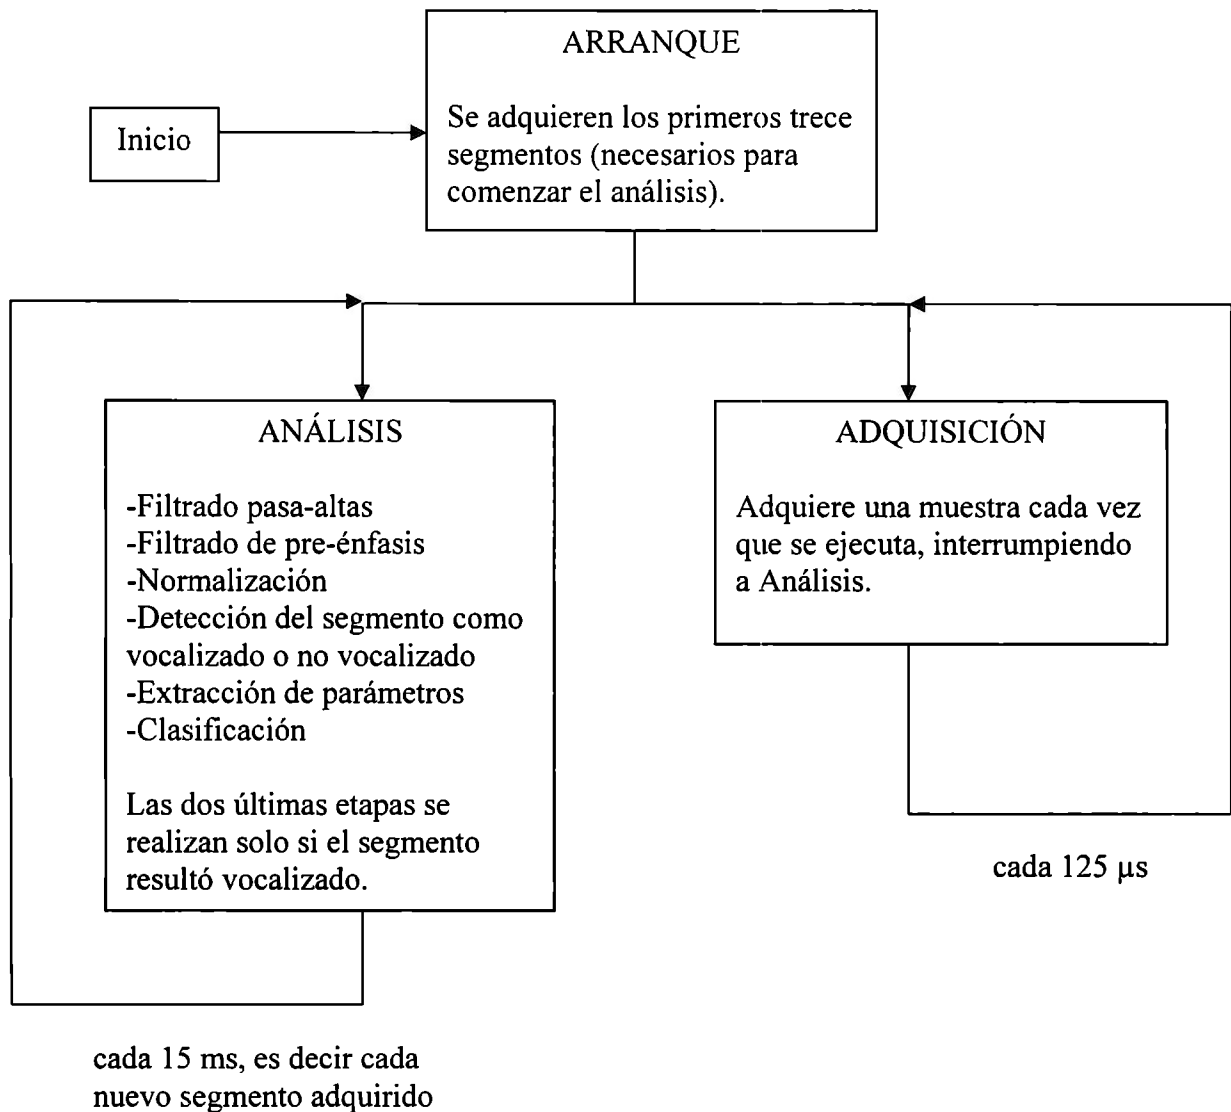 ARRANQUE
Se adquieren los primeros trece
segmentos (necesarios para
comenzar el análisis).
Inicio
ANÁLISIS
-Filtrado pasa-altas
-Filtrado de pre-énfasis
-Normalización
-Detección del segmento como
vocalizado o no vocalizado
-Extracción de parámetros
-Clasificación
Las dos últimas etapas se
realizan solo si el segmento
resultó vocalizado.
ADQUISICIÓN
Adquiere una muestra cada vez
que se ejecuta, interrumpiendo
a Análisis.
cada 125 µs
cada 15 ms, es decir cada
nuevo segmento adquirido